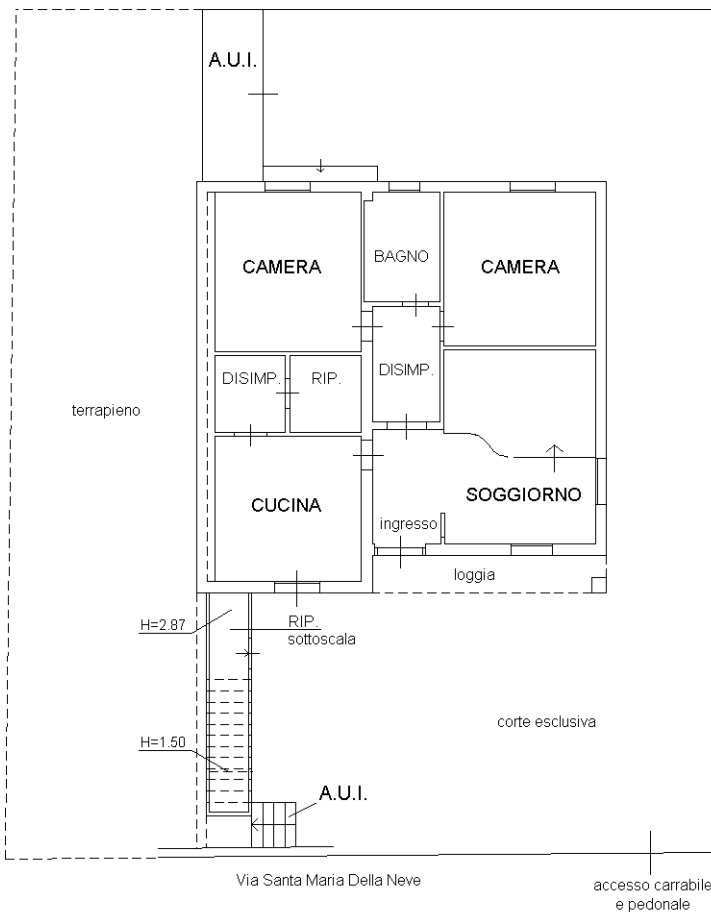 A.U.I.
CAMERA
BAGNO
CAMERA
DISIMP.
RIP.
DISIMP.
terrapieno
CUCINA
SOGGIORNO
ingresso
loggia
H=2.87
RIP.
sottoscala
corte esclusiva
H=1.50
A.U.I.
Via Santa Maria Della Neve
accesso carrabile
e pedonale